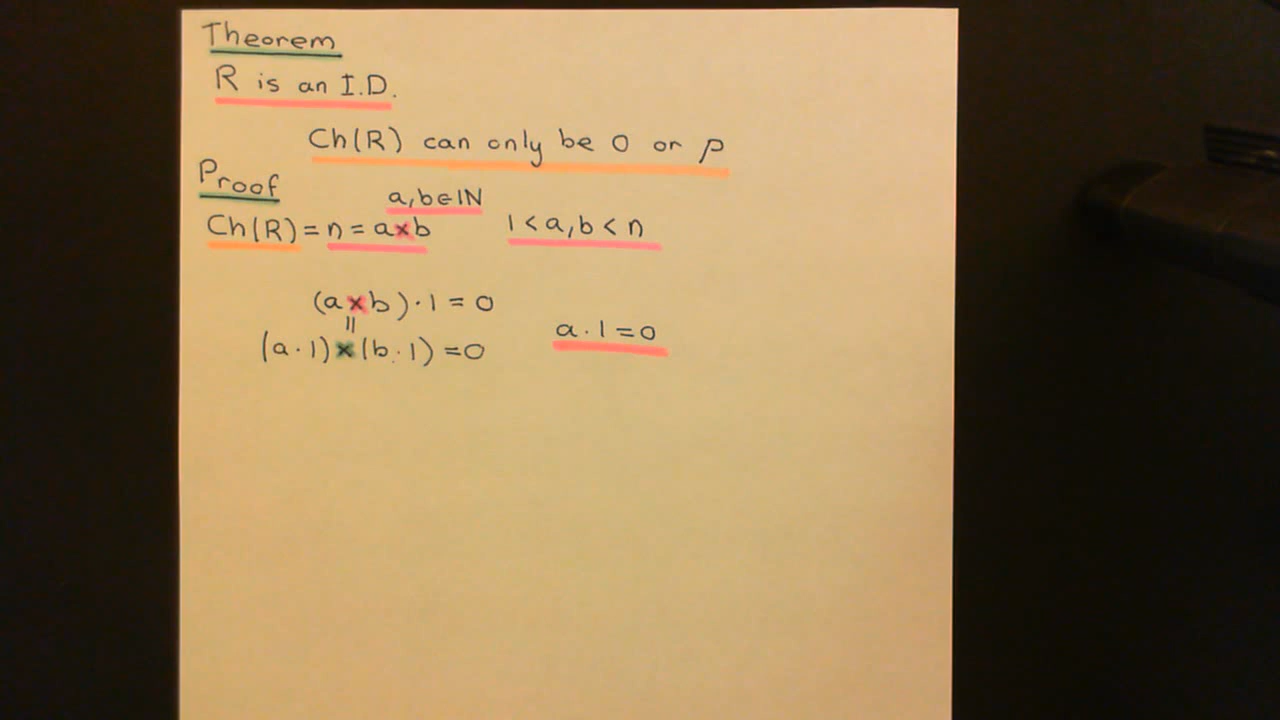 Theorem
R is an I.D.
Ch(R) can only be 0 or p
Proof
a,b∈ℕ
Ch(R) = n = a×b 1 < a,b < n
(a×b)·1 = 0
=
(a·1)×(b·1) = 0 a·1 = 0